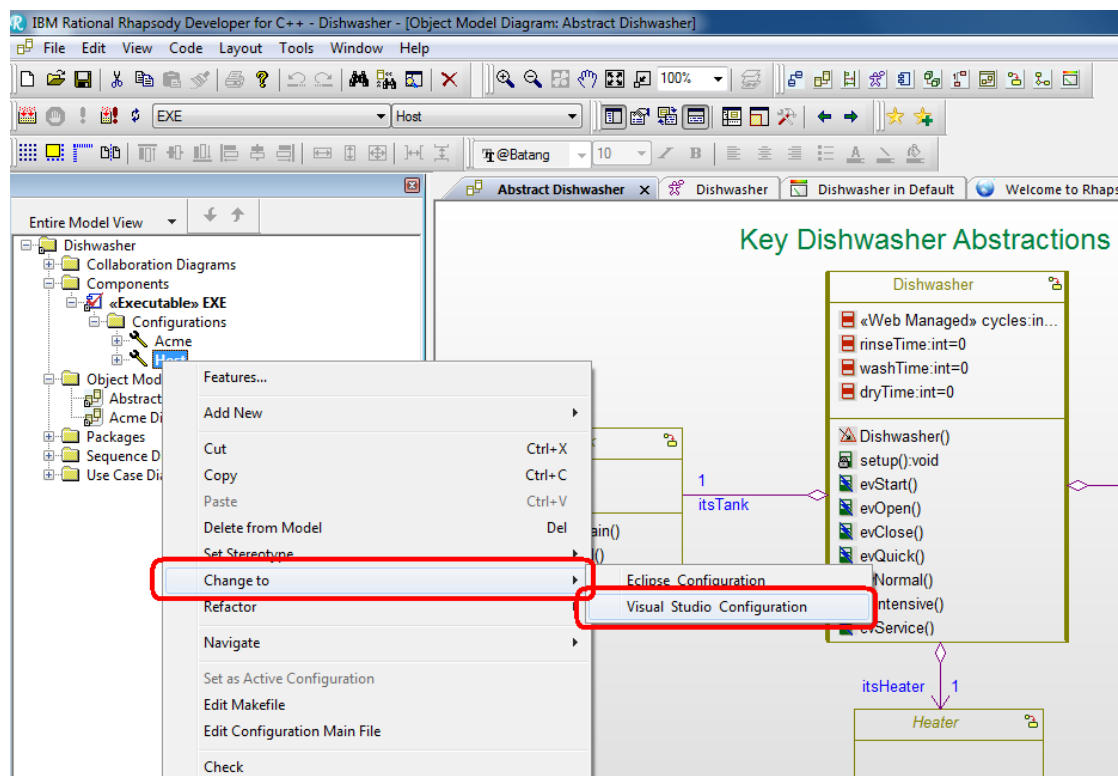 IBM Rational Rhapsody Developer for C++ - Dishwasher - [Object Model Diagram: Abstract Dishwasher]
File Edit View Code Layout Tools Window Help
100%
EXE Host
@Batang 10
Abstract Dishwasher x Dishwasher Dishwasher in Default Welcome to Rhaps
Entire Model View
Dishwasher
Collaboration Diagrams
Components
«Executable» EXE
Configurations
Acme
Host
Object Mod
Abstract
Acme Di
Packages
Sequence D
Use Case Di
Features...
Add New
Cut Ctrl+X
Copy Ctrl+C
Paste Ctrl+V
Delete from Model Del
Set Stereotype
Change to
Refactor
Navigate
Set as Active Configuration
Edit Makefile
Edit Configuration Main File
Check
Eclipse Configuration
Visual Studio Configuration
Key Dishwasher Abstractions
Dishwasher
«Web Managed» cycles:in...
rinseTime:int=0
washTime:int=0
dryTime:int=0
Dishwasher()
setup():void
evStart()
evOpen()
evClose()
evQuick()
Normal()
ntensive()
evService()
1
itsTank
ain()
()
itsHeater 1
Heater